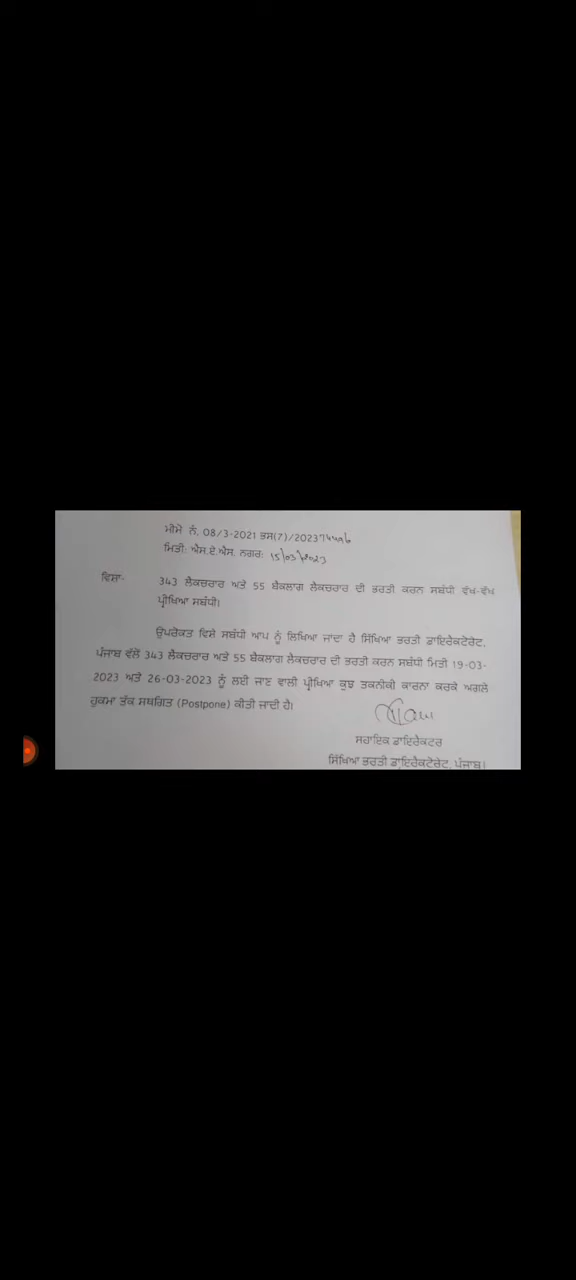 ਮੀਮੋ ਨੰ. 08/3-2021 ਭਸ(7)/2023
ਮਿਤੀ: ਐਸ.ਏ.ਐਸ. ਨਗਰ: 15/03/2023
ਵਿਸ਼ਾ- 343 ਲੈਕਚਰਾਰ ਅਤੇ 55 ਬੈਕਲਾਗ ਲੈਕਚਰਾਰ ਦੀ ਭਰਤੀ ਕਰਨ ਸਬੰਧੀ ਵੱਖ-ਵੱਖ
ਪ੍ਰੀਖਿਆ ਸਬੰਧੀ।
ਉਪਰੋਕਤ ਵਿਸ਼ੇ ਸਬੰਧੀ ਆਪ ਨੂੰ ਲਿਖਿਆ ਜਾਂਦਾ ਹੈ ਸਿੱਖਿਆ ਭਰਤੀ ਡਾਇਰੈਕਟੋਰੇਟ,
ਪੰਜਾਬ ਵੱਲੋਂ 343 ਲੈਕਚਰਾਰ ਅਤੇ 55 ਬੈਕਲਾਗ ਲੈਕਚਰਾਰ ਦੀ ਭਰਤੀ ਕਰਨ ਸਬੰਧੀ ਮਿਤੀ 19-03-
2023 ਅਤੇ 26-03-2023 ਨੂੰ ਲਈ ਜਾਣ ਵਾਲੀ ਪ੍ਰੀਖਿਆ ਕੁਝ ਤਕਨੀਕੀ ਕਾਰਨਾ ਕਰਕੇ ਅਗਲੇ
ਹੁਕਮਾ ਤੱਕ ਸਥਗਿਤ (Postpone) ਕੀਤੀ ਜਾਂਦੀ ਹੈ।
ਸਹਾਇਕ ਡਾਇਰੈਕਟਰ
ਸਿੱਖਿਆ ਭਰਤੀ ਡਾਇਰੈਕਟੋਰੇਟ, ਪੰਜਾਬ।